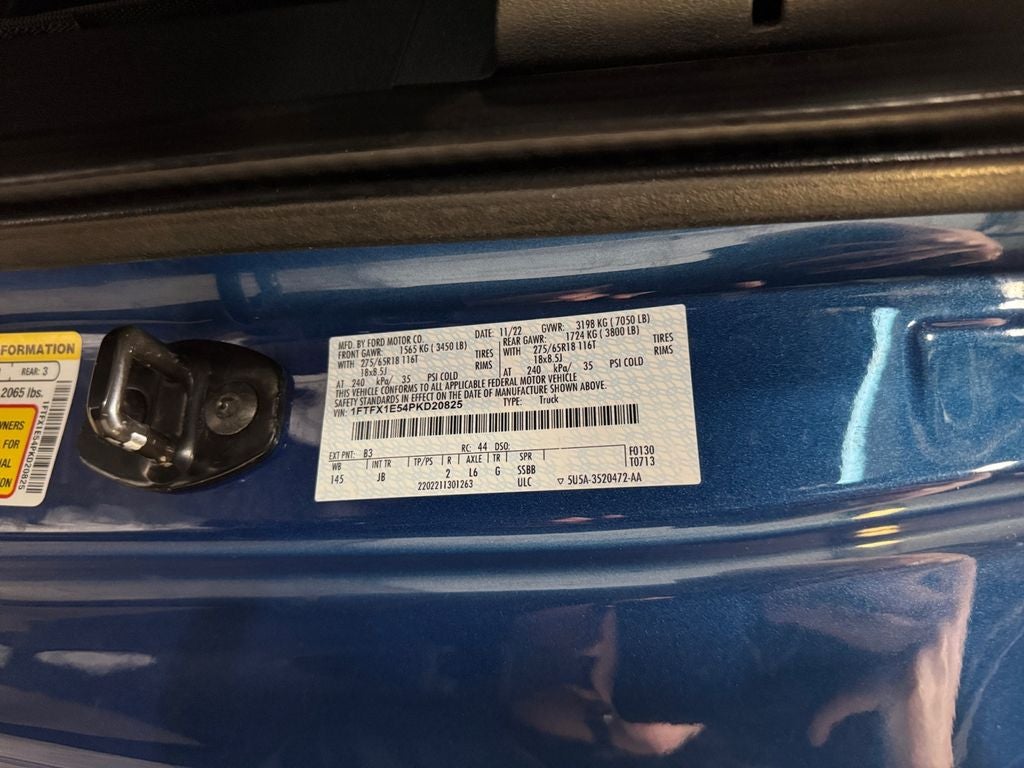 FORMATION
REAR: 3
2065 lbs.
WNERS
FOR
1FTFX1E54PKD20825
MFD. BY FORD MOTOR CO.
DATE: 11/22 GVWR: 3198 KG ( 7050 LB)
FRONT GAWR: 1565 KG ( 3450 LB)
REAR GAWR: 1724 KG ( 3800 LB)
WITH 275/65R18 116T TIRES
WITH 275/65R18 116T TIRES
18x8.5J RIMS
18x8.5J RIMS
AT 240 kPa/ 35 PSI COLD
AT 240 kPa/ 35 PSI COLD
THIS VEHICLE CONFORMS TO ALL APPLICABLE FEDERAL MOTOR VEHICLE
SAFETY STANDARDS IN EFFECT ON THE DATE OF MANUFACTURE SHOWN ABOVE.
VIN: 1FTFX1E54PKD20825
TYPE: Truck
EXT PNT: B3 RC: 44 DSO: F0130
WB INT TR TP/PS R AXLE TR SPR T0713
145 JB 2 L6 G SSBB
2202211301263 ULC ▽ 5U5A-3520472-AA